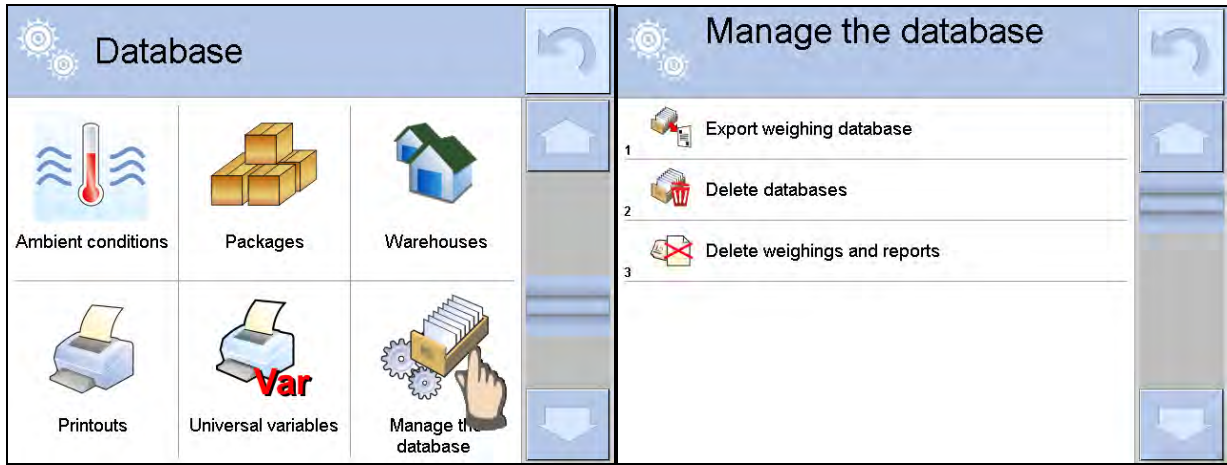 Database
Ambient conditions
Packages
Warehouses
Printouts
Var
Universal variables
Manage the
database
Manage the database
1 Export weighing database
2 Delete databases
3 Delete weighings and reports